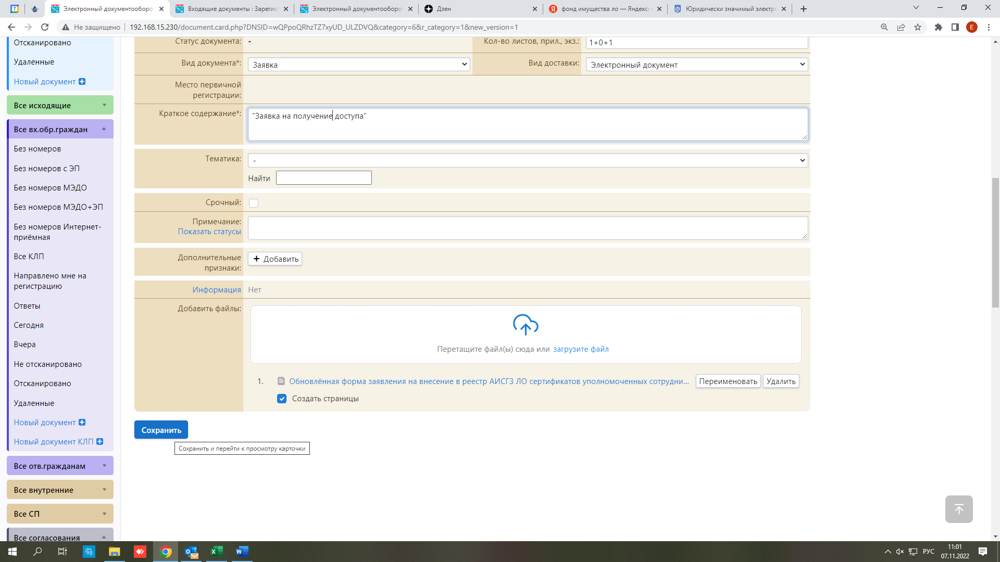 Электронный документооборот
Входящие документы : Зарегист
Электронный документооборот
Дзен
фонд имущества ло — Яндекс:
Юридически значимый электро
Не защищено
192.168.15.230/document.card.php?DNSID=wQPpoQRhzTZ7xyUD_ULZDVQ&category=6&r_category=1&new_version=1
E
Отсканировано
Удаленные
Новый документ
Все исходящие
Все вх.обр.граждан
Без номеров
Без номеров с ЭП
Без номеров МЭДО
Без номеров МЭДО+ЭП
Без номеров Интернет-
приёмная
Все КЛП
Направлено мне на
регистрацию
Ответы
Сегодня
Вчера
Не отсканировано
Отсканировано
Удаленные
Новый документ
Новый документ КЛП
Все отв.гражданам
Все внутренние
Все СП
Все согласования
Статус документа: -
Кол-во листов, прил., экз.: 1+0+1
Вид документа*: Заявка
Вид доставки: Электронный документ
Место первичной
регистрации:
Краткое содержание*: "Заявка на получение доступа"
Тематика: -
Найти
Срочный:
Примечание:
Показать статусы
Дополнительные
признаки:
+ Добавить
Информация Нет
Добавить файлы:
Перетащите файл(ы) сюда или загрузите файл
1. Обновлённая форма заявления на внесение в реестр АИСГЗ ЛО сертификатов уполномоченных сотрудни... Переименовать Удалить
Создать страницы
Сохранить
Сохранить и перейти к просмотру карточки
РУС
11:01
07.11.2022